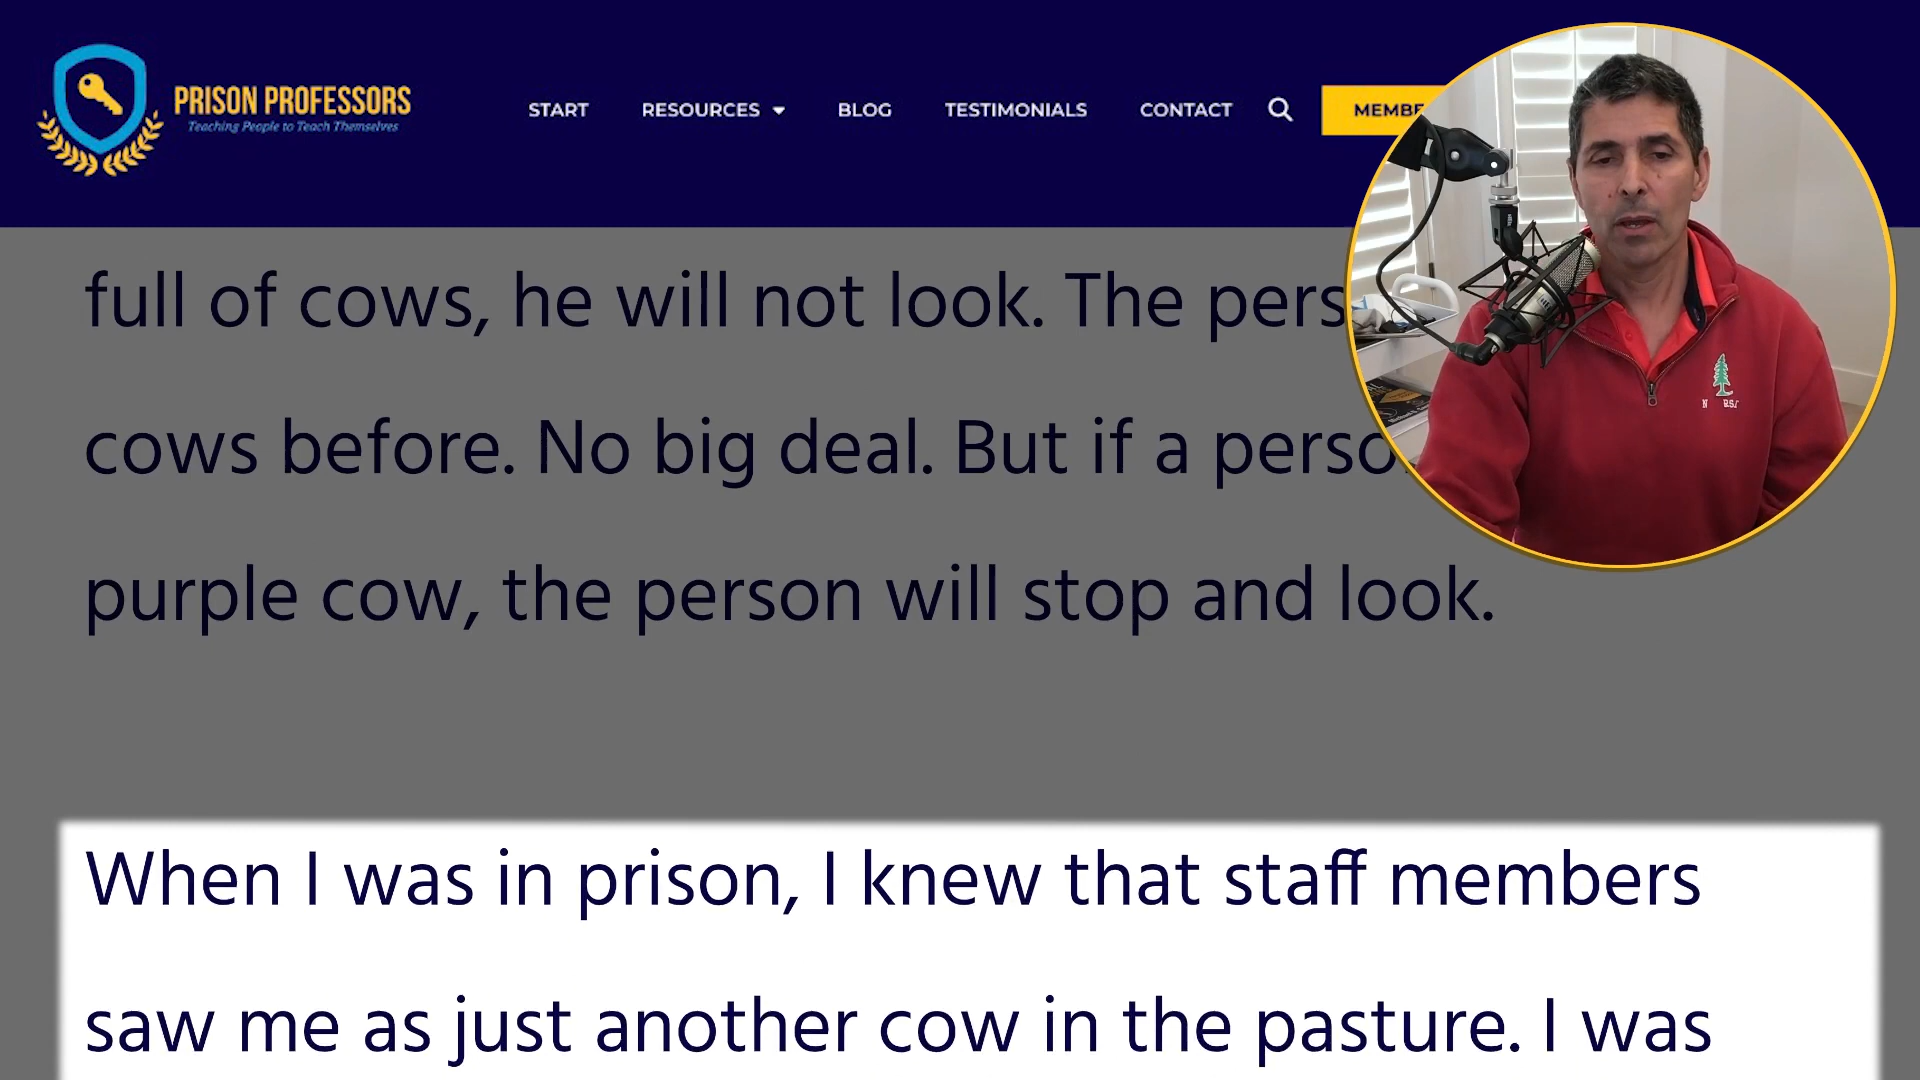 PRISON PROFESSORS
Teaching People to Teach Themselves
START RESOURCES BLOG TESTIMONIALS CONTACT MEMBE
full of cows, he will not look. The pers
cows before. No big deal. But if a perso
purple cow, the person will stop and look.
When I was in prison, I knew that staff members
saw me as just another cow in the pasture. I was